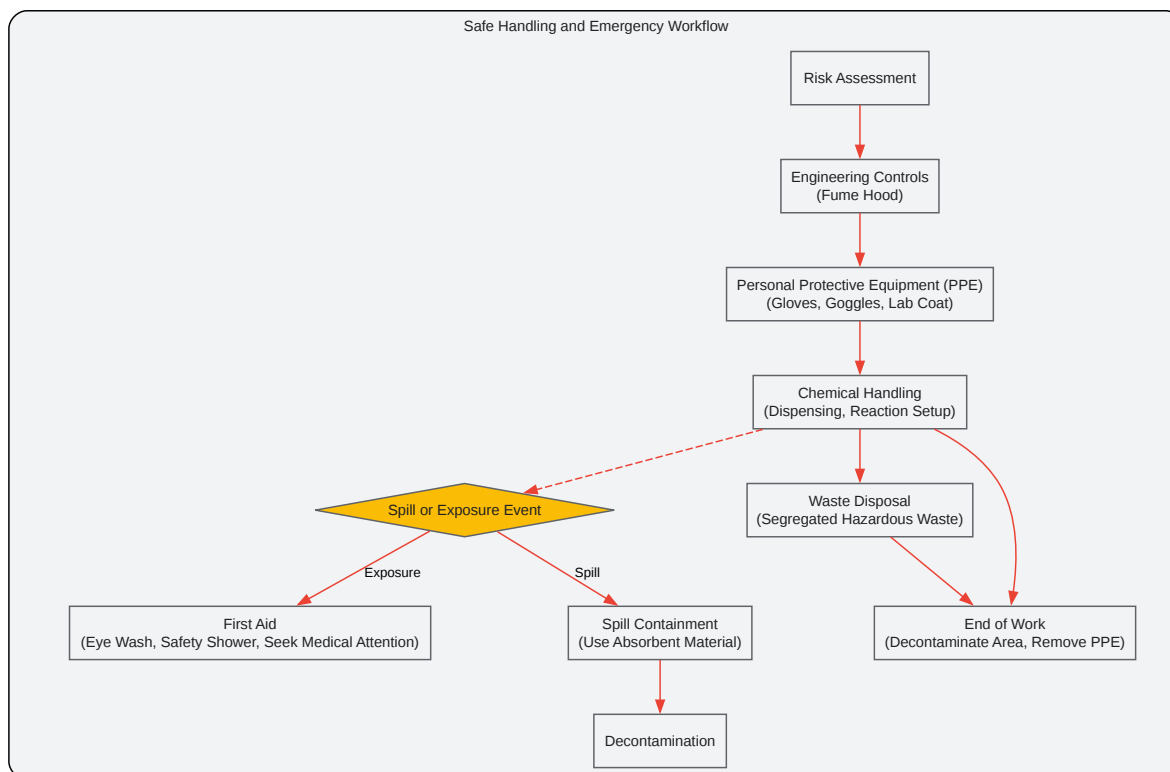 Safe Handling and Emergency Workflow
Risk Assessment
Engineering Controls
(Fume Hood)
Personal Protective Equipment (PPE)
(Gloves, Goggles, Lab Coat)
Chemical Handling
(Dispensing, Reaction Setup)
Spill or Exposure Event
Waste Disposal
(Segregated Hazardous Waste)
Exposure
Spill
First Aid
(Eye Wash, Safety Shower, Seek Medical Attention)
Spill Containment
(Use Absorbent Material)
End of Work
(Decontaminate Area, Remove PPE)
Decontamination